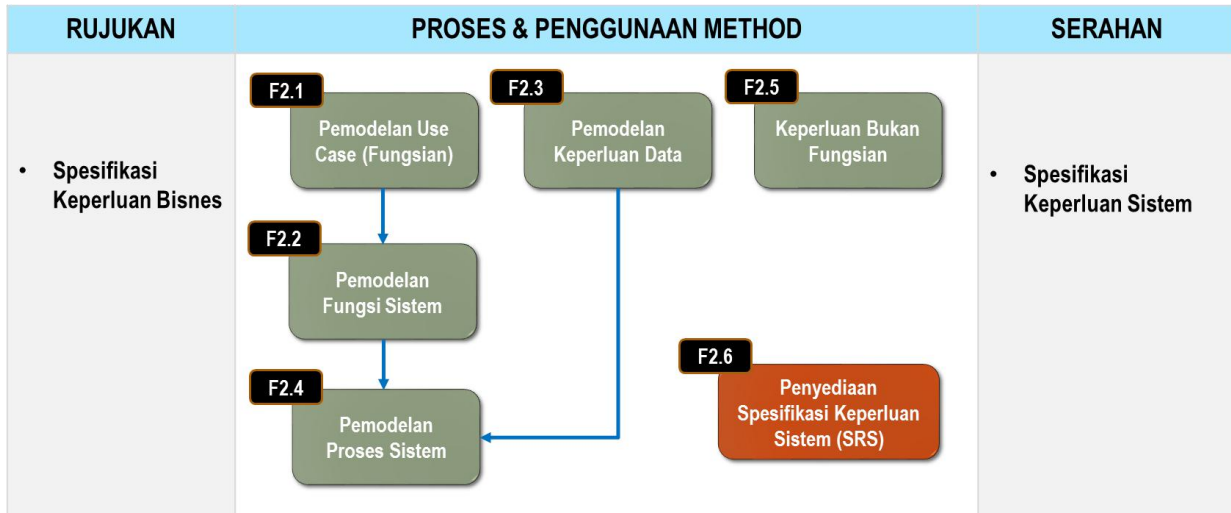 RUJUKAN
PROSES & PENGGUNAAN METHOD
SERAHAN
• Spesifikasi
Keperluan Bisnes
F2.1
Pemodelan Use
Case (Fungsian)
F2.3
Pemodelan
Keperluan Data
F2.5
Keperluan Bukan
Fungsian
F2.2
Pemodelan
Fungsi Sistem
F2.4
Pemodelan
Proses Sistem
F2.6
Penyediaan
Spesifikasi Keperluan
Sistem (SRS)
• Spesifikasi
Keperluan Sistem